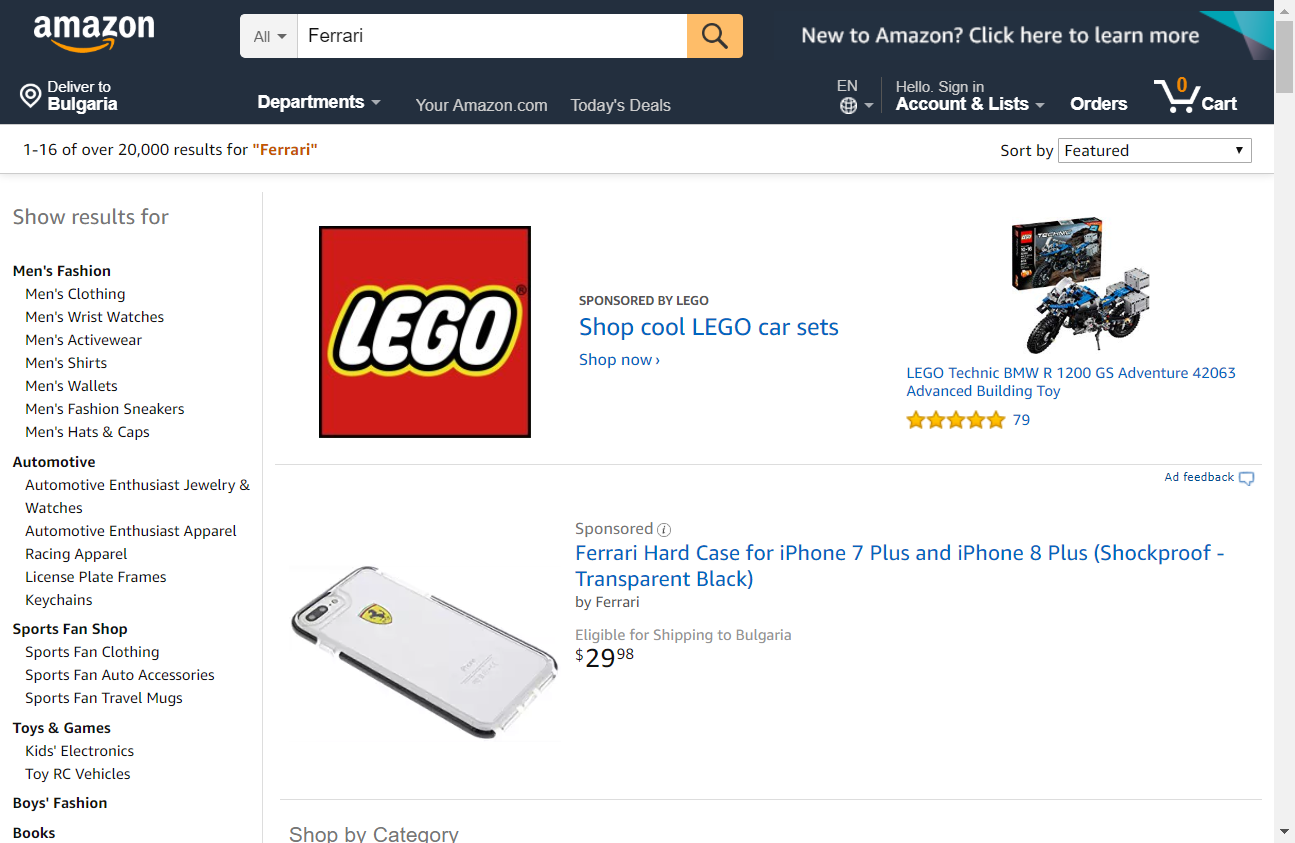 amazon
All
Ferrari
New to Amazon? Click here to learn more
Deliver to
Bulgaria
Departments
Your Amazon.com
Today's Deals
EN
Hello. Sign in
Account & Lists
Orders
0
Cart
1-16 of over 20,000 results for "Ferrari"
Sort by
Featured
Show results for
Men's Fashion
Men's Clothing
Men's Wrist Watches
Men's Activewear
Men's Shirts
Men's Wallets
Men's Fashion Sneakers
Men's Hats & Caps
Automotive
Automotive Enthusiast Jewelry &
Watches
Automotive Enthusiast Apparel
Racing Apparel
License Plate Frames
Keychains
Sports Fan Shop
Sports Fan Clothing
Sports Fan Auto Accessories
Sports Fan Travel Mugs
Toys & Games
Kids' Electronics
Toy RC Vehicles
Boys' Fashion
Books
LEGO®
SPONSORED BY LEGO
Shop cool LEGO car sets
Shop now ›
TECHNIC
LEGO Technic BMW R 1200 GS Adventure 42063
Advanced Building Toy
79
Ad feedback
Sponsored
Ferrari Hard Case for iPhone 7 Plus and iPhone 8 Plus (Shockproof -
Transparent Black)
by Ferrari
Eligible for Shipping to Bulgaria
$29 98
Shop by Category